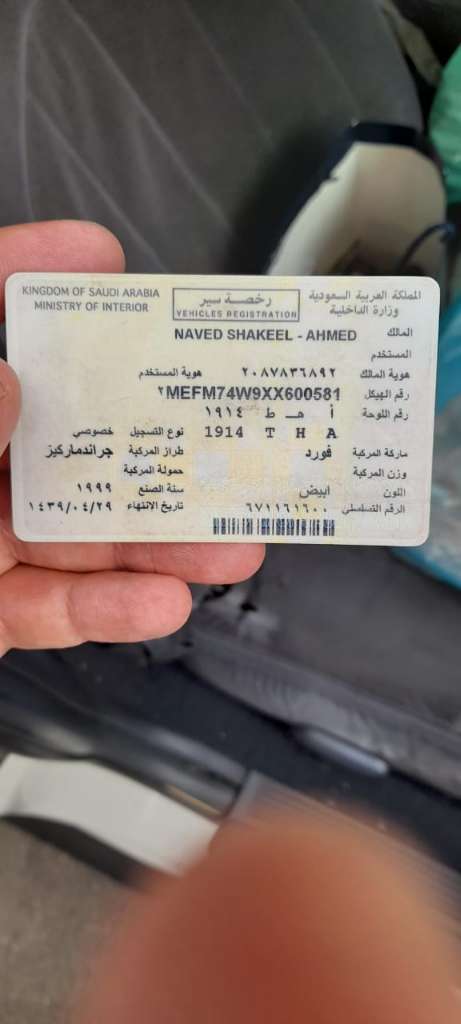 المملكة العربية السعودية
وزارة الداخلية
رخصة سير
VEHICLES REGISTRATION
KINGDOM OF SAUDI ARABIA
MINISTRY OF INTERIOR
المالك NAVED SHAKEEL - AHMED
المستخدم
هوية المالك ٢٠٨٧٨٣٦٨٩٢ هوية المستخدم
رقم الهيكل ٢MEFM74W9XX600581
رقم اللوحة أ هـ ط ١٩١٤
1914 T H A نوع التسجيل خصوصي
ماركة المركبة فورد طراز المركبة جراندماركيز
وزن المركبة حمولة المركبة
اللون ابيض سنة الصنع ١٩٩٩
الرقم التسلسلي ٦٧١١٦١٦٠٠ تاريخ الانتهاء ١٤٣٩/٠٤/٢٩